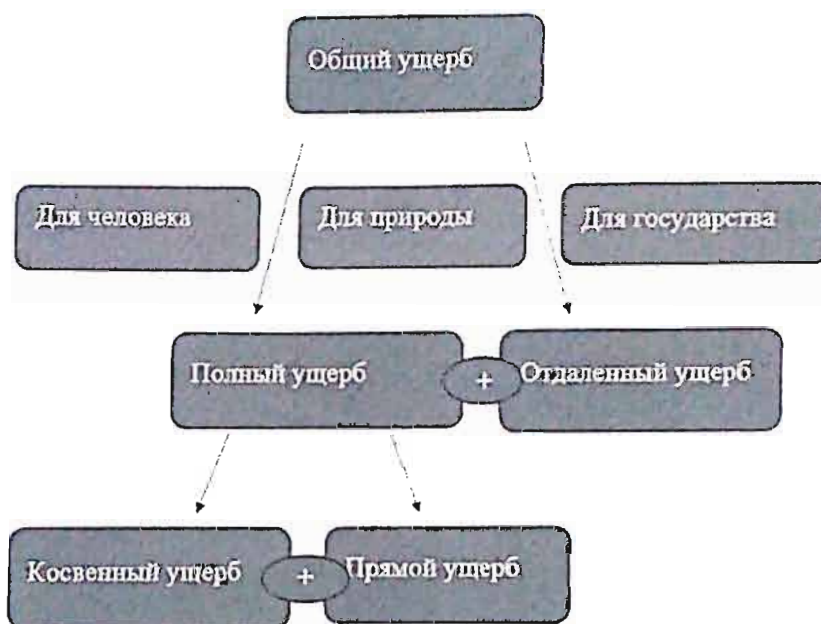 Общий ущерб
Для человека
Для природы
Для государства
Полный ущерб
+
Отдаленный ущерб
Косвенный ущерб
+
Прямой ущерб